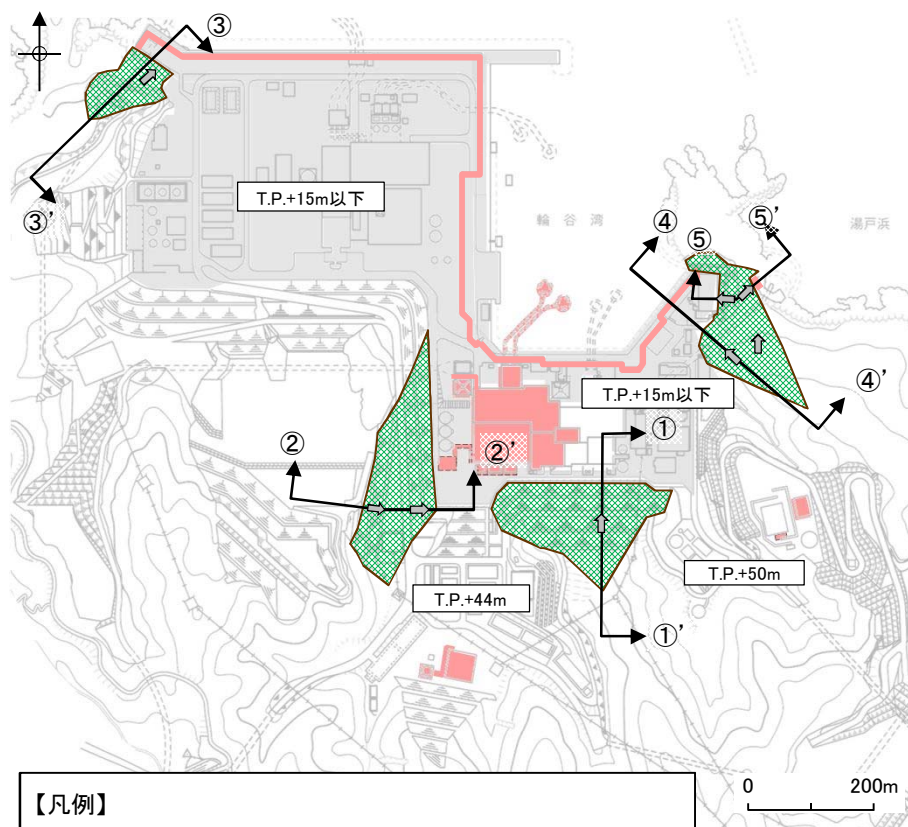 ③
③’
T.P.+15m以下
輪谷湾
湯戸浜
④
⑤
⑤’
T.P.+15m以下
④’
②
②’
①
T.P.+50m
T.P.+44m
①’
【凡例】
0 200m